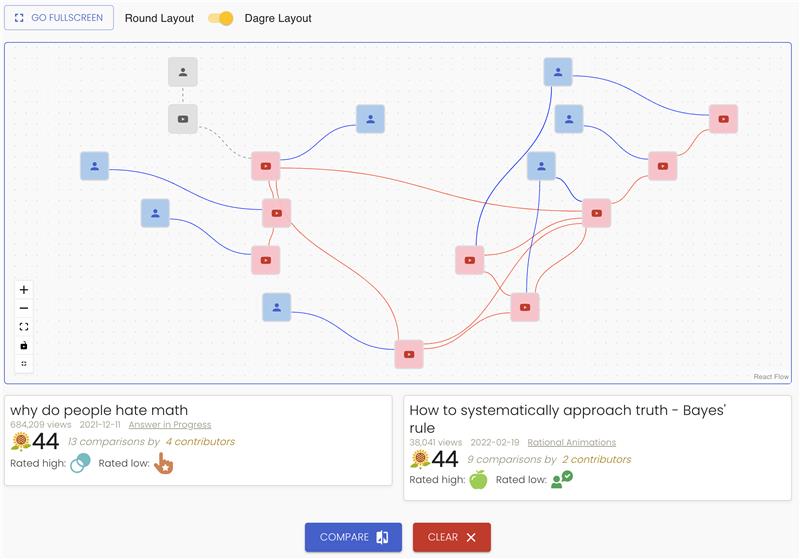 GO FULLSCREEN Round Layout Dagre Layout
React Flow
why do people hate math
684,209 views 2021-12-11 Answer in Progress
44 13 comparisons by 4 contributors
Rated high: Rated low:
How to systematically approach truth - Bayes'
rule
38,041 views 2022-02-19 Rational Animations
44 9 comparisons by 2 contributors
Rated high: Rated low:
COMPARE CLEAR